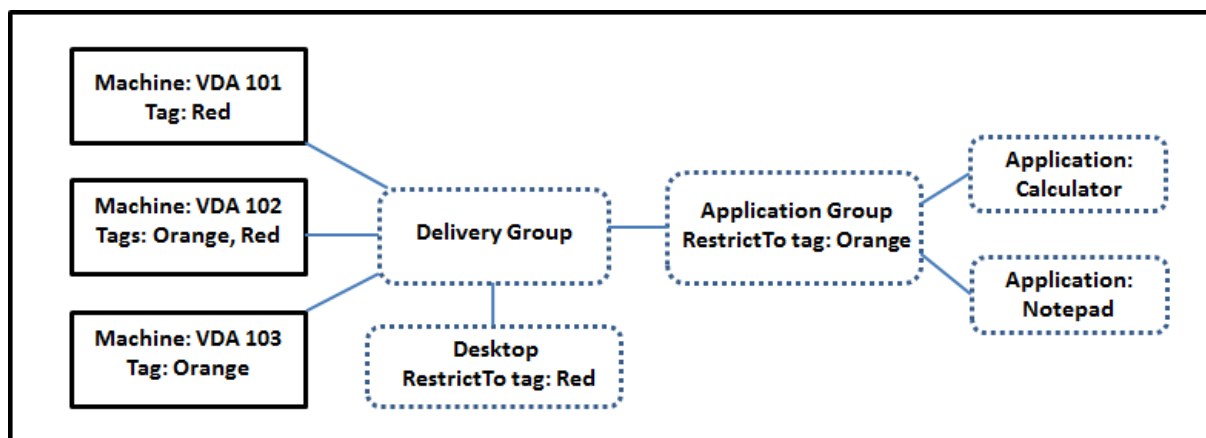 Machine: VDA 101
Tag: Red
Machine: VDA 102
Tags: Orange, Red
Machine: VDA 103
Tag: Orange
Delivery Group
Desktop
RestrictTo tag: Red
Application Group
RestrictTo tag: Orange
Application:
Calculator
Application:
Notepad